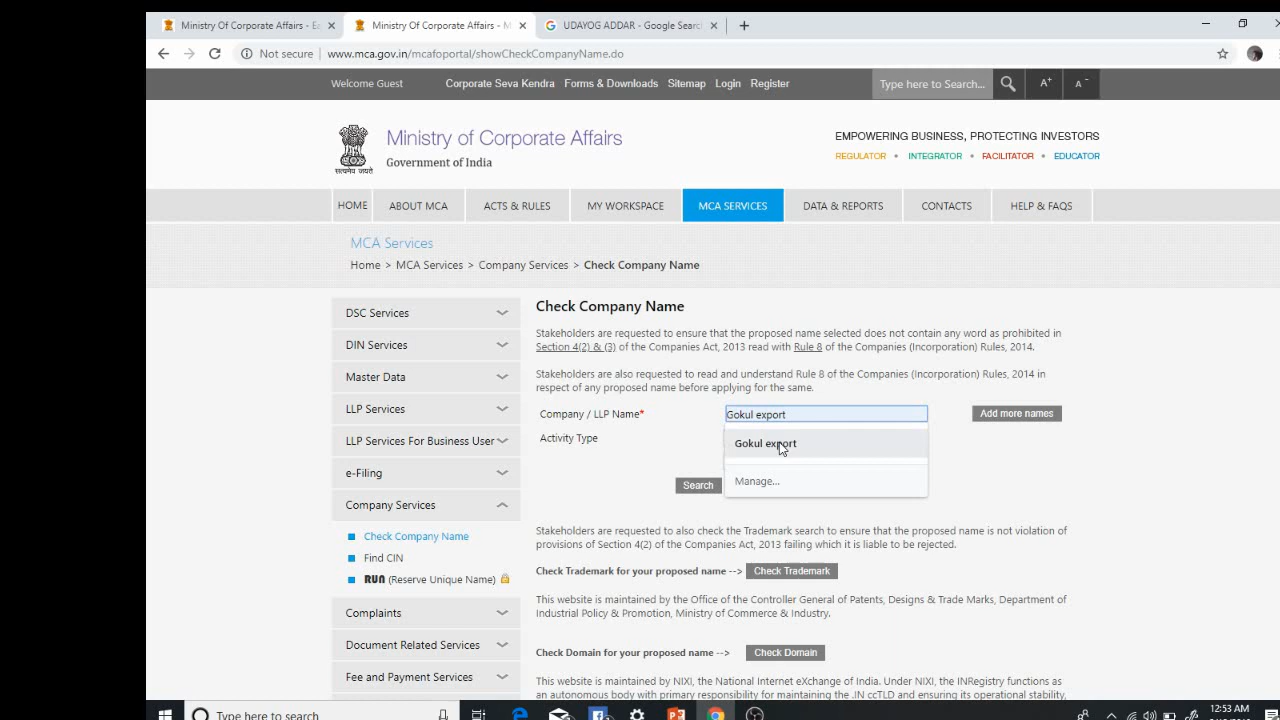 Ministry Of Corporate Affairs - Ea
Ministry Of Corporate Affairs - M
UDAYOG ADDAR - Google Search
Not secure | www.mca.gov.in/mcafoportal/showCheckCompanyName.do
Welcome Guest Corporate Seva Kendra Forms & Downloads Sitemap Login Register Type here to Search... A+ A-
Ministry of Corporate Affairs
Government of India
सत्यमेव जयते
EMPOWERING BUSINESS, PROTECTING INVESTORS
REGULATOR • INTEGRATOR • FACILITATOR • EDUCATOR
HOME ABOUT MCA ACTS & RULES MY WORKSPACE MCA SERVICES DATA & REPORTS CONTACTS HELP & FAQS
MCA Services
Home > MCA Services > Company Services > Check Company Name
DSC Services
DIN Services
Master Data
LLP Services
LLP Services For Business User
e-Filing
Company Services
Check Company Name
Find CIN
RUN (Reserve Unique Name)
Complaints
Document Related Services
Fee and Payment Services
Check Company Name
Stakeholders are requested to ensure that the proposed name selected does not contain any word as prohibited in
Section 4(2) & (3) of the Companies Act, 2013 read with Rule 8 of the Companies (Incorporation) Rules, 2014.
Stakeholders are also requested to read and understand Rule 8 of the Companies (Incorporation) Rules, 2014 in
respect of any proposed name before applying for the same.
Company / LLP Name* Gokul export Add more names
Activity Type
Gokul export
Manage...
Search
Stakeholders are requested to also check the Trademark search to ensure that the proposed name is not violation of
provisions of Section 4(2) of the Companies Act, 2013 failing which it is liable to be rejected.
Check Trademark for your proposed name --> Check Trademark
This website is maintained by the Office of the Controller General of Patents, Designs & Trade Marks, Department of
Industrial Policy & Promotion, Ministry of Commerce & Industry.
Check Domain for your proposed name --> Check Domain
This website is maintained by NIXI, the National Internet eXchange of India. Under NIXI, the INRegistry functions as
an autonomous body with primary responsibility for maintaining the .IN ccTLD and ensuring its operational stability,
Type here to search
12:53 AM